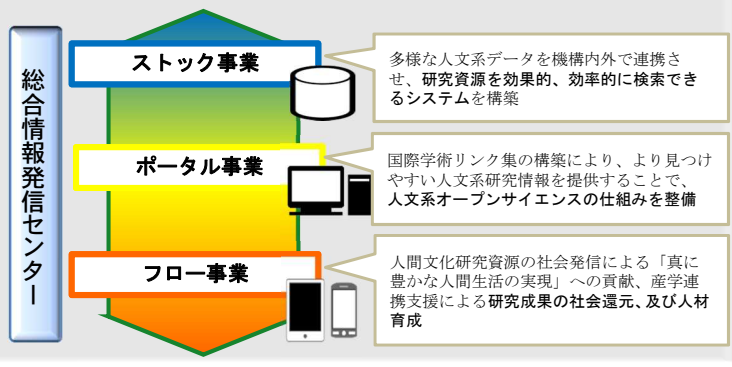 総合情報発信センター
ストック事業
多様な人文系データを機構内外で連携さ
せ、研究資源を効果的、効率的に検索でき
るシステムを構築
ポータル事業
国際学術リンク集の構築により、より見つけ
やすい人文系研究情報を提供することで、
人文系オープンサイエンスの仕組みを整備
フロー事業
人間文化研究資源の社会発信による「真に
豊かな人間生活の実現」への貢献、産学連
携支援による研究成果の社会還元、及び人材
育成